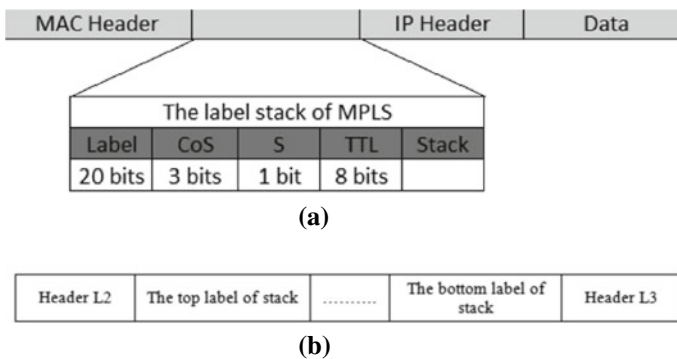 MAC Header IP Header Data
The label stack of MPLS
Label CoS S TTL Stack
20 bits 3 bits 1 bit 8 bits
(a)
Header L2 The top label of stack .......... The bottom label of stack Header L3
(b)